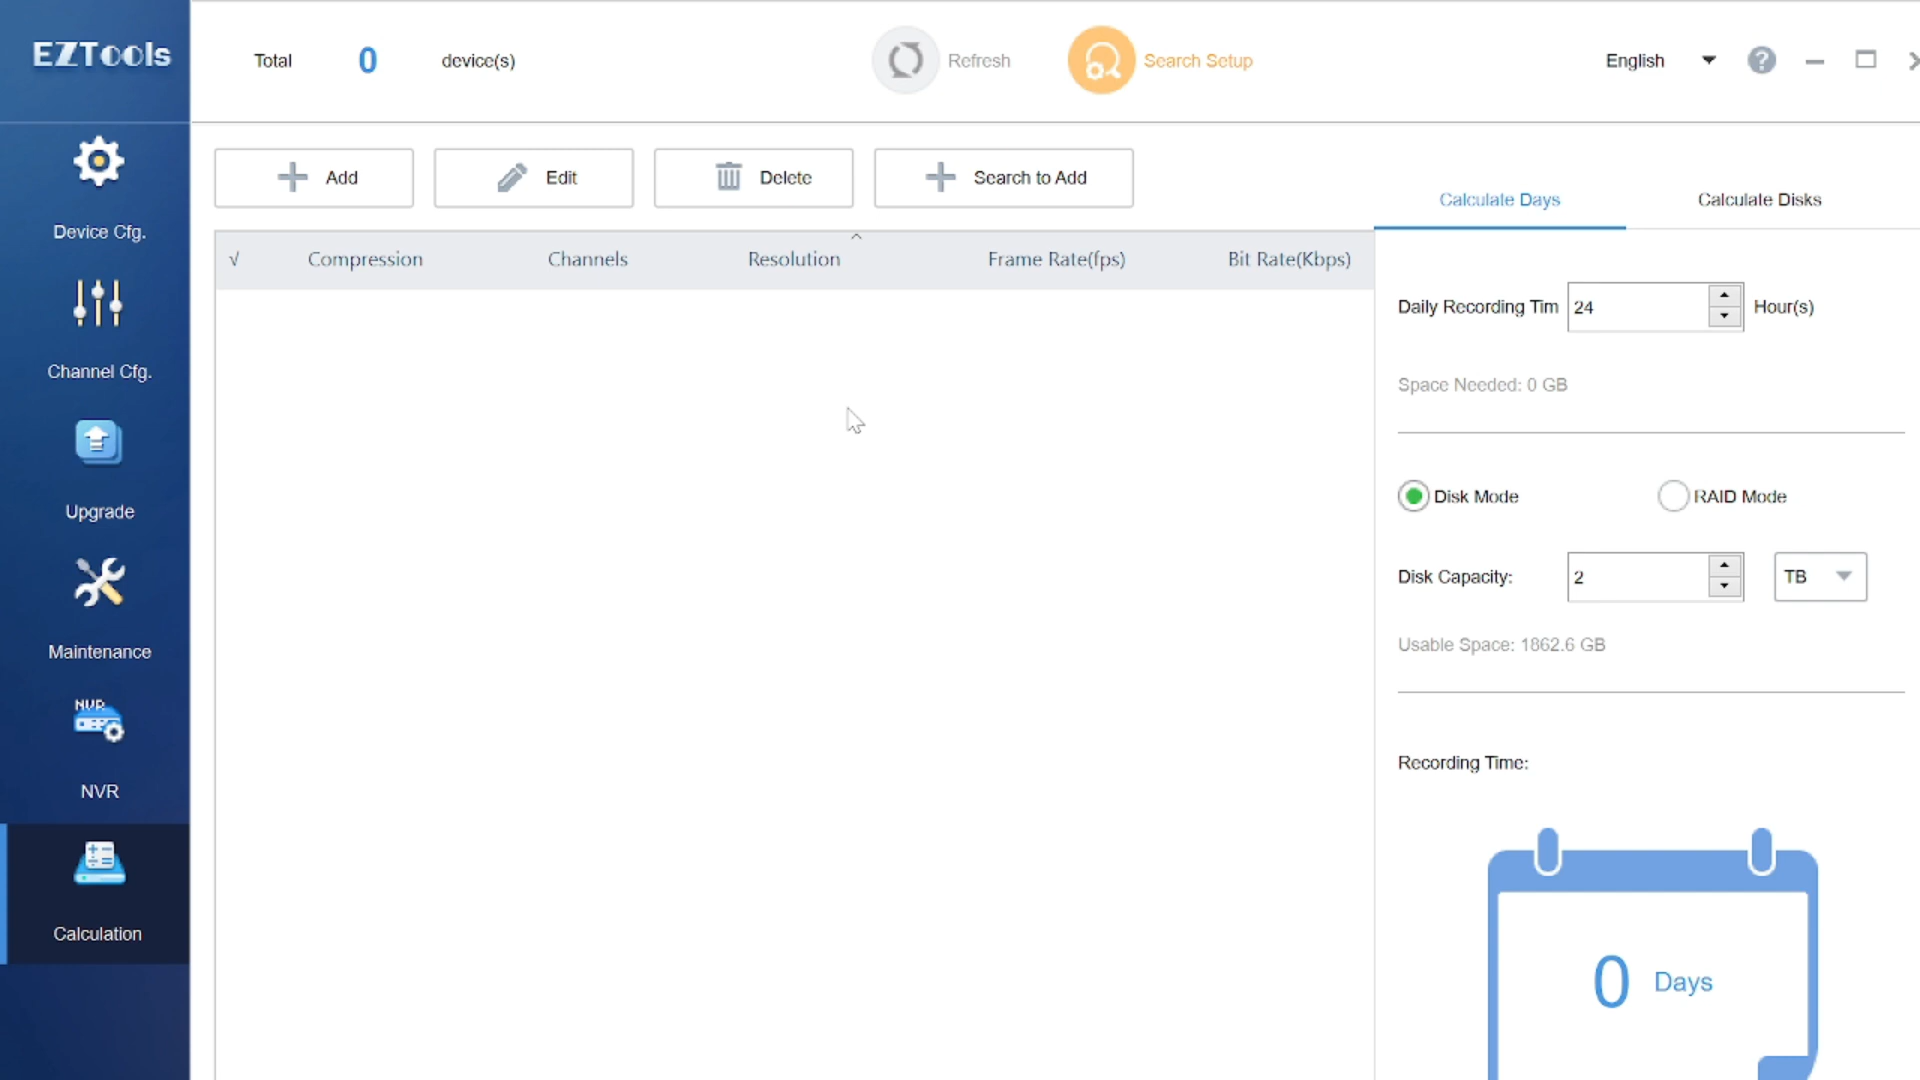 EZTools
Total 0 device(s)
Refresh
Search Setup
English
Device Cfg.
Channel Cfg.
Upgrade
Maintenance
NVR
NVR
Calculation
Add
Edit
Delete
Search to Add
√ Compression Channels Resolution Frame Rate(fps) Bit Rate(Kbps)
Calculate Days
Calculate Disks
Daily Recording Tim 24 Hour(s)
Space Needed: 0 GB
Disk Mode
RAID Mode
Disk Capacity: 2 TB
Usable Space: 1862.6 GB
Recording Time:
0 Days